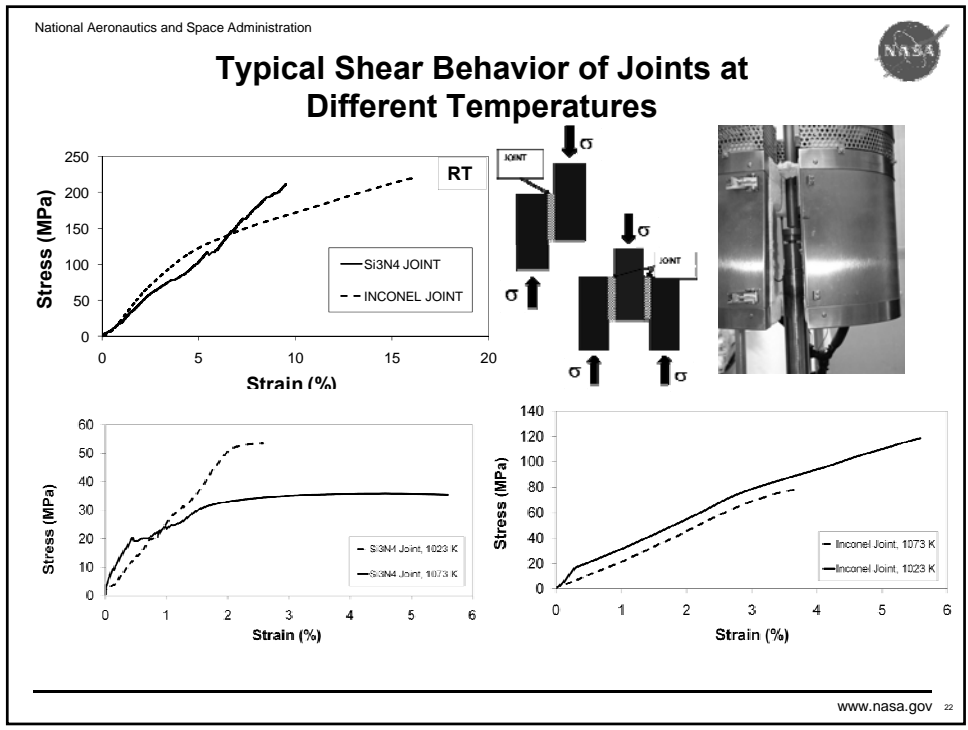 National Aeronautics and Space Administration
NASA
Typical Shear Behavior of Joints at
Different Temperatures
250
200
150
100
50
0
Stress (MPa)
RT
Si3N4 JOINT
INCONEL JOINT
0 5 10 15 20
Strain (%)
σ
JOINT
σ
σ
JOINT
σ
σ
60
50
40
30
20
10
0
Stress (MPa)
Si3N4 Joint, 1023 K
Si3N4 Joint, 1073 K
0 1 2 3 4 5 6
Strain (%)
140
120
100
80
60
40
20
0
Stress (MPa)
Inconel Joint, 1073 K
Inconel Joint, 1023 K
0 1 2 3 4 5 6
Strain (%)
www.nasa.gov 22